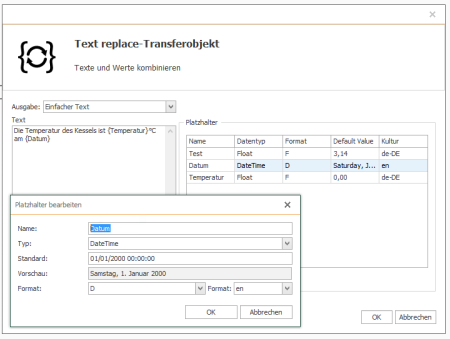 Text replace-Transferobjekt
Texte und Werte kombinieren
Ausgabe: Einfacher Text
Text
Die Temperatur des Kessels ist {Temperatur}°C
am {Datum}
Platzhalter
Name Datentyp Format Default Value Kultur
Test Float F 3,14 de-DE
Datum DateTime D Saturday, J... en
Temperatur Float F 0,00 de-DE
Platzhalter bearbeiten
Name: Datum
Typ: DateTime
Standard: 01/01/2000 00:00:00
Vorschau: Samstag, 1. Januar 2000
Format: D Format: en
OK Abbrechen
OK Abbrechen